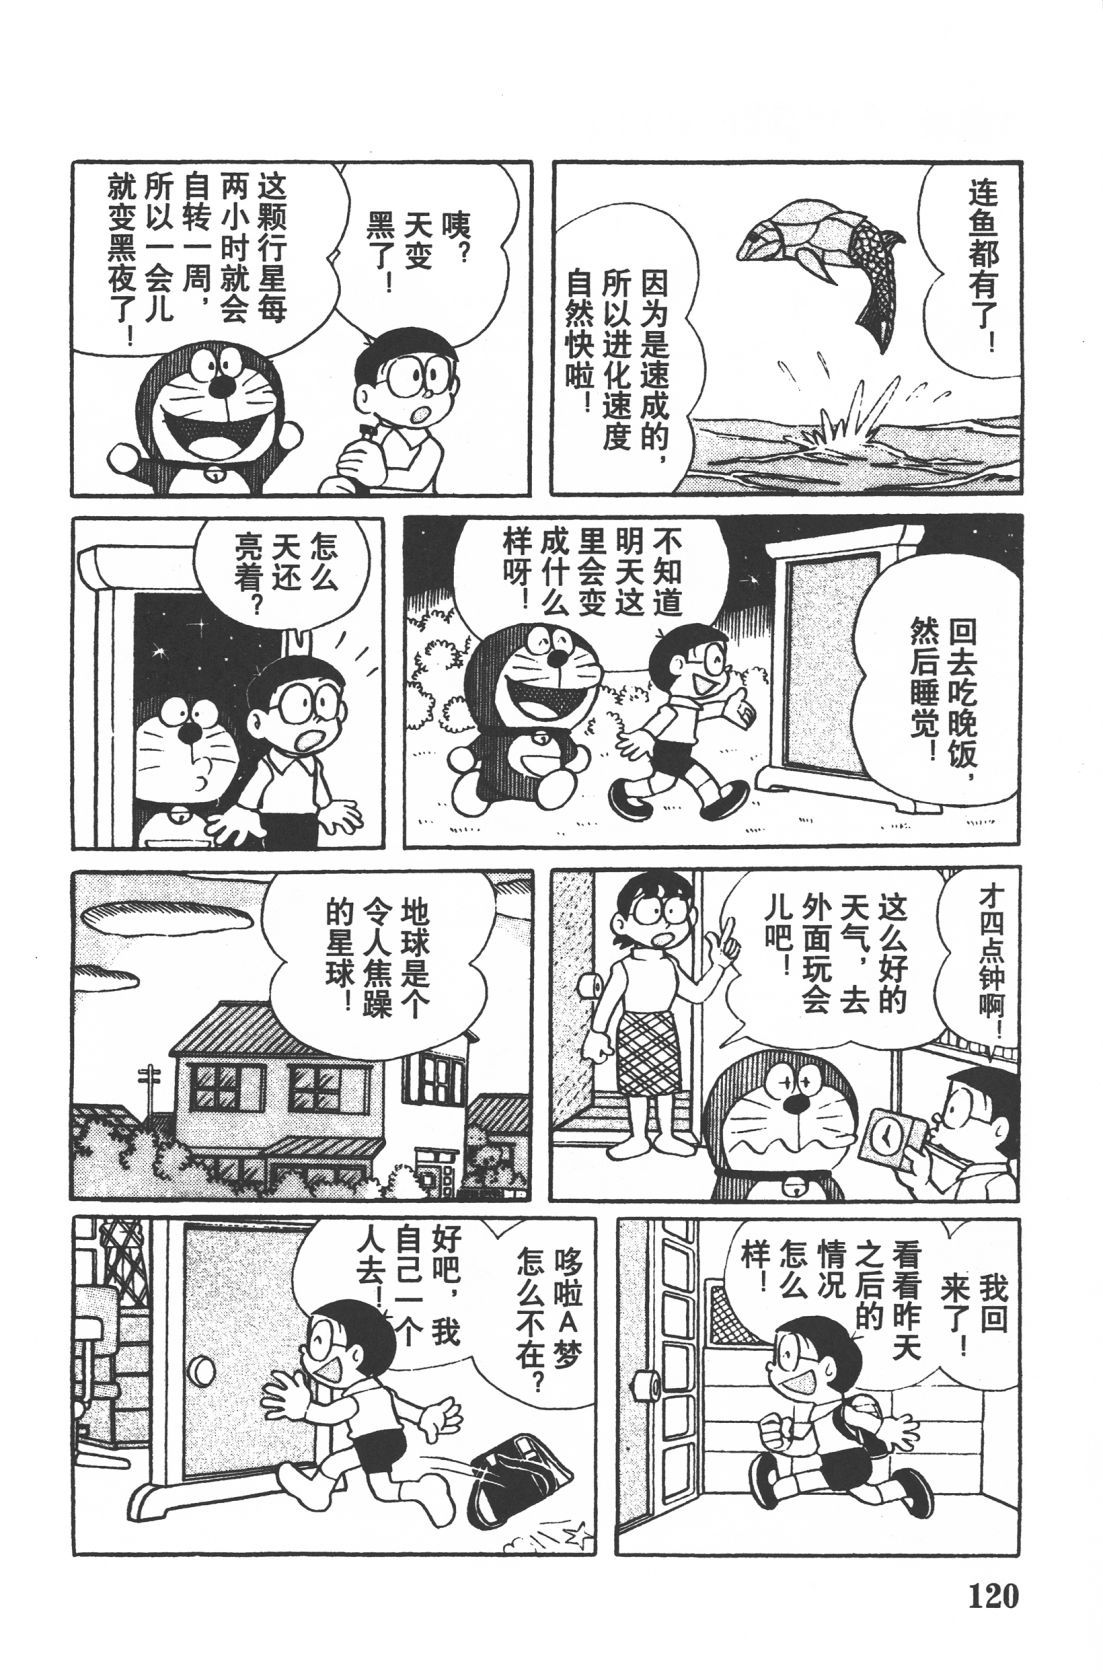 连鱼都有了！
因为是速成的，
所以进化速度
自然快啦！
咦？
天变
黑了！
这颗行星每
两小时就会
自转一周，
所以一会儿
就变黑夜了！
回去吃晚饭，
然后睡觉！
不知道
明天这
里会变
成什么
样呀！
怎么
天还
亮着？
才四点钟啊！
这么好的
天气，去
外面玩会
儿吧！
地球是个
令人焦躁
的星球！
我回
来了！
看看昨天
之后的
情况
怎么
样！
哆啦A梦
怎么不在？
好吧，我
自己一个
人去！
120